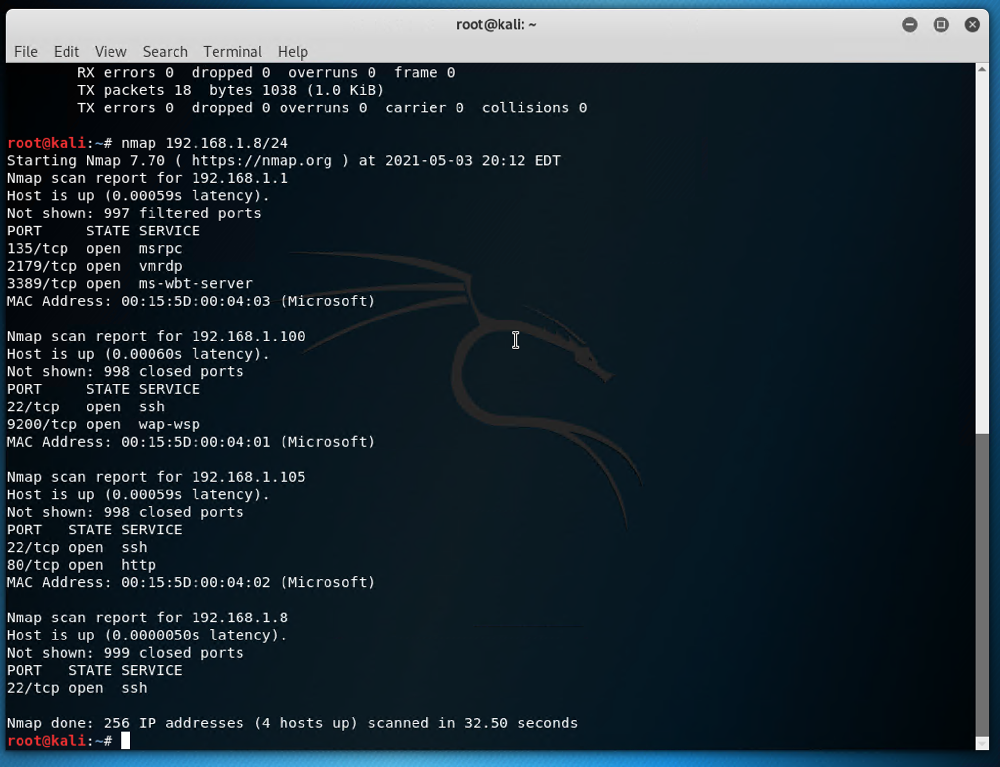 root@kali: ~
File Edit View Search Terminal Help
RX errors 0  dropped 0  overruns 0  frame 0
TX packets 18  bytes 1038 (1.0 KiB)
TX errors 0  dropped 0 overruns 0  carrier 0  collisions 0
root@kali:~# nmap 192.168.1.8/24
Starting Nmap 7.70 ( https://nmap.org ) at 2021-05-03 20:12 EDT
Nmap scan report for 192.168.1.1
Host is up (0.00059s latency).
Not shown: 997 filtered ports
PORT     STATE SERVICE
135/tcp  open  msrpc
2179/tcp open  vmrdp
3389/tcp open  ms-wbt-server
MAC Address: 00:15:5D:00:04:03 (Microsoft)
Nmap scan report for 192.168.1.100
Host is up (0.00060s latency).
Not shown: 998 closed ports
PORT     STATE SERVICE
22/tcp   open  ssh
9200/tcp open  wap-wsp
MAC Address: 00:15:5D:00:04:01 (Microsoft)
Nmap scan report for 192.168.1.105
Host is up (0.00059s latency).
Not shown: 998 closed ports
PORT   STATE SERVICE
22/tcp open  ssh
80/tcp open  http
MAC Address: 00:15:5D:00:04:02 (Microsoft)
Nmap scan report for 192.168.1.8
Host is up (0.0000050s latency).
Not shown: 999 closed ports
PORT   STATE SERVICE
22/tcp open  ssh
Nmap done: 256 IP addresses (4 hosts up) scanned in 32.50 seconds
root@kali:~#